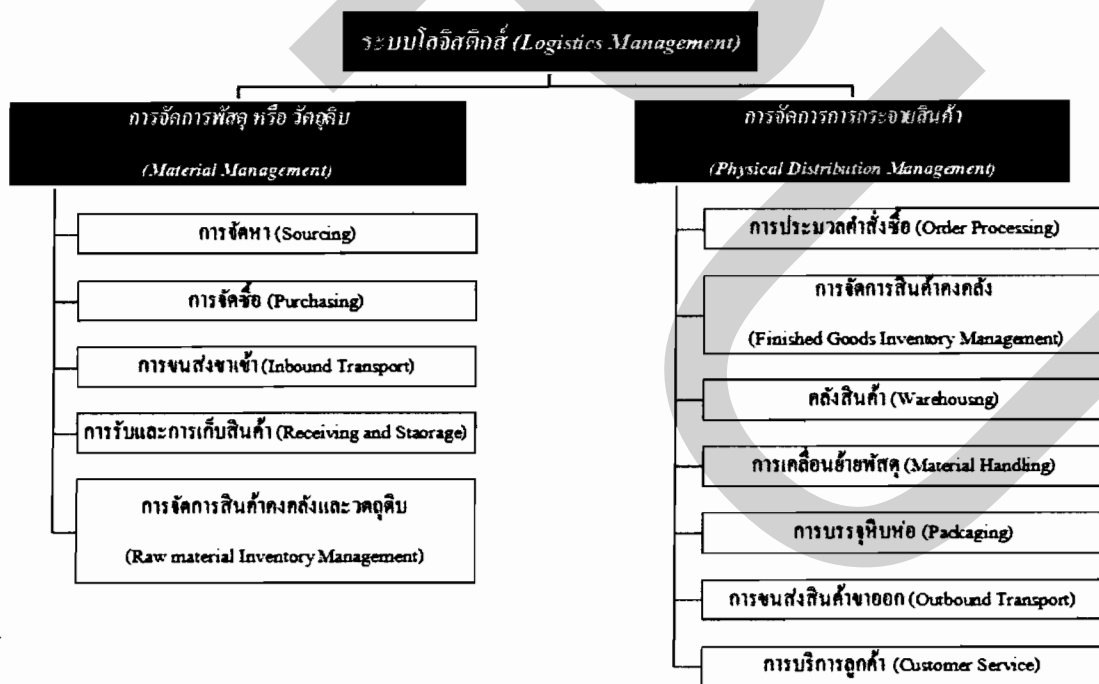 ระบบโลจิสติกส์ (Logistics Management)
การจัดการพัสดุ หรือ วัตถุดิบ
(Material Management)
การจัดหา (Sourcing)
การจัดซื้อ (Purchasing)
การขนส่งขาเข้า (Inbound Transport)
การรับและการเก็บสินค้า (Receiving and Staorage)
การจัดการสินค้าคงคลังและวตถุดิบ
(Raw material Inventory Management)
การจัดการการกระจายสินค้า
(Physical Distribution Management)
การประมวลคำสั่งซื้อ (Order Processing)
การจัดการสินค้าคงคลัง
(Finished Goods Inventory Management)
คลังสินค้า (Warehousng)
การเคลื่อนย้ายพัสดุ (Material Handling)
การบรรจุหีบห่อ (Packaging)
การขนส่งสินค้าขาออก (Outbound Transport)
การบริการลูกค้า (Customer Service)